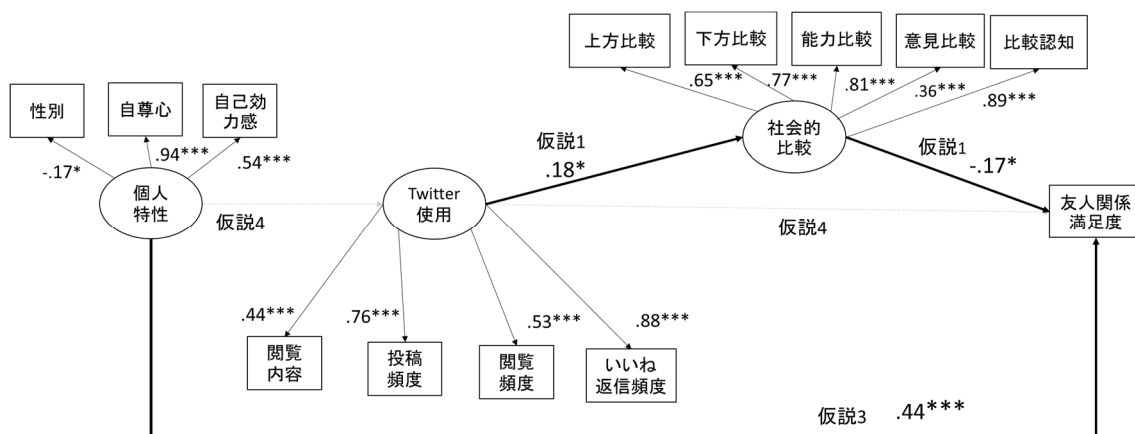 上方比較
下方比較
能力比較
意見比較
比較認知
.65***
.77***
.81***
.36***
.89***
性別
自尊心
自己効
力感
-.17*
.94***
.54***
個人
特性
仮説4
Twitter
使用
仮説1
.18*
社会的
比較
仮説1
-.17*
仮説4
友人関係
満足度
.44***
.76***
.53***
.88***
閲覧
内容
投稿
頻度
閲覧
頻度
いいね
返信頻度
仮説3 .44***